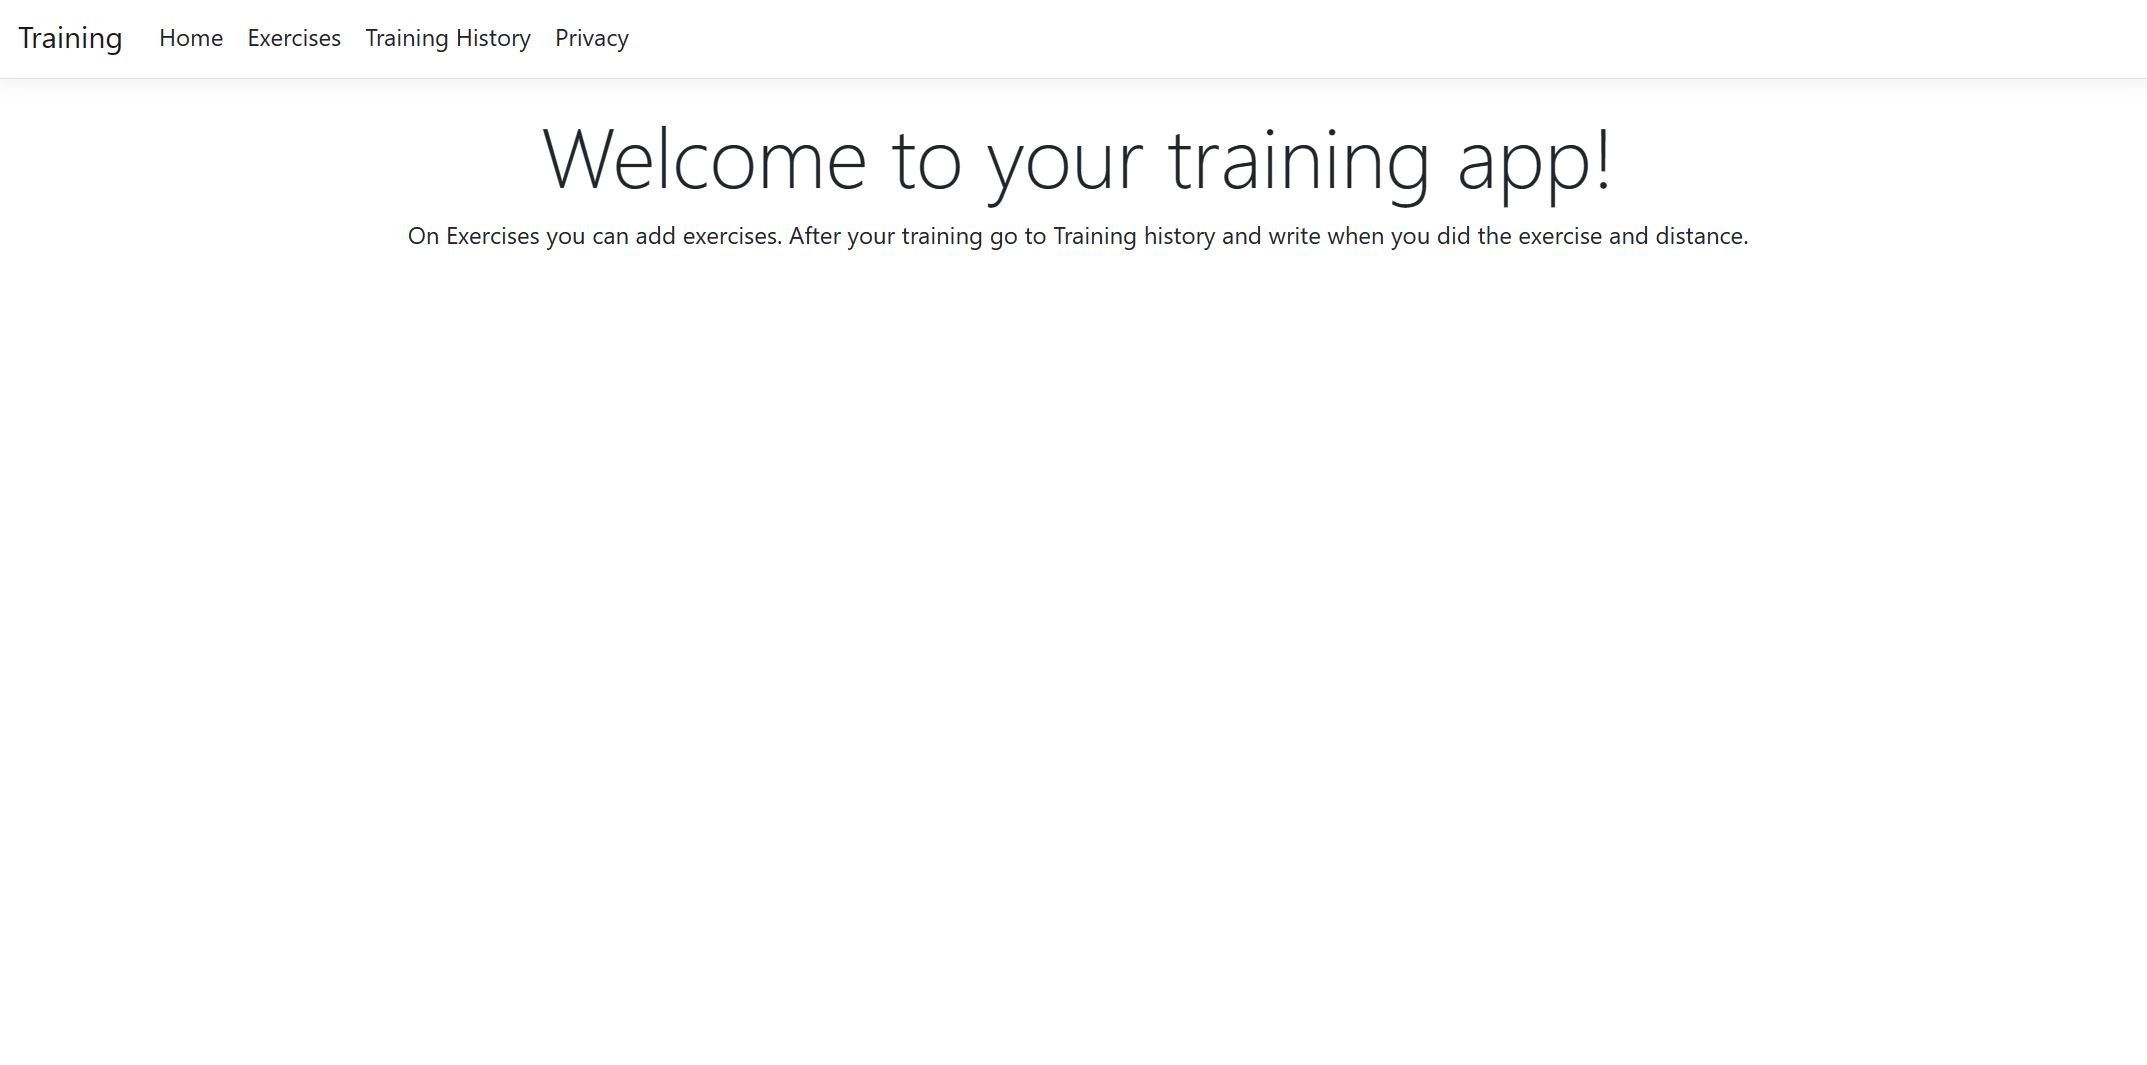 Training Home Exercises Training History Privacy
Welcome to your training app!
On Exercises you can add exercises. After your training go to Training history and write when you did the exercise and distance.